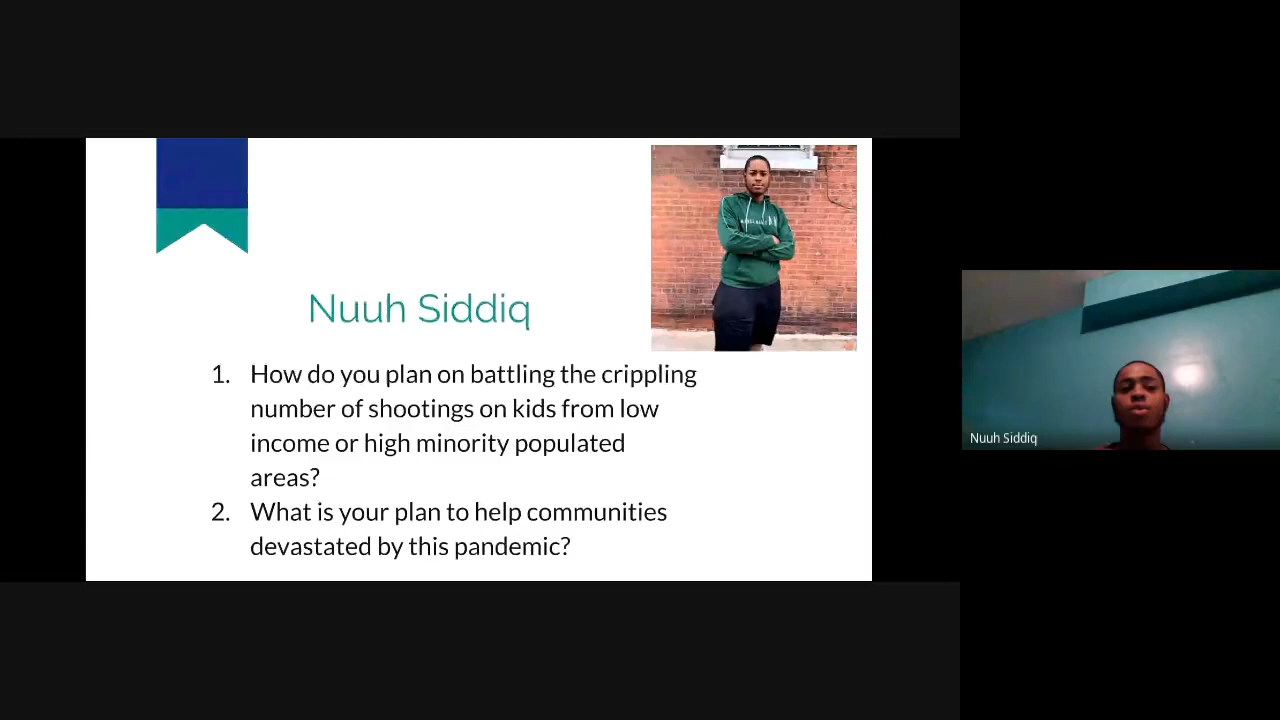 Nuuh Siddiq
1. How do you plan on battling the crippling
number of shootings on kids from low
income or high minority populated
areas?
2. What is your plan to help communities
devastated by this pandemic?
Nuuh Siddiq